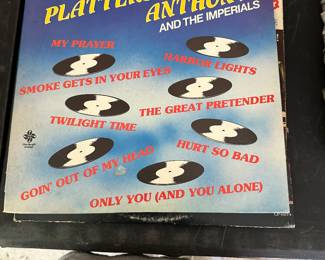 PLATTERS
ANTHONY
AND THE IMPERIALS
MY PRAYER
HARBOR LIGHTS
SMOKE GETS IN YOUR EYES
THE GREAT PRETENDER
TWILIGHT TIME
HURT SO BAD
GOIN' OUT OF MY HEAD
ONLY YOU (AND YOU ALONE)